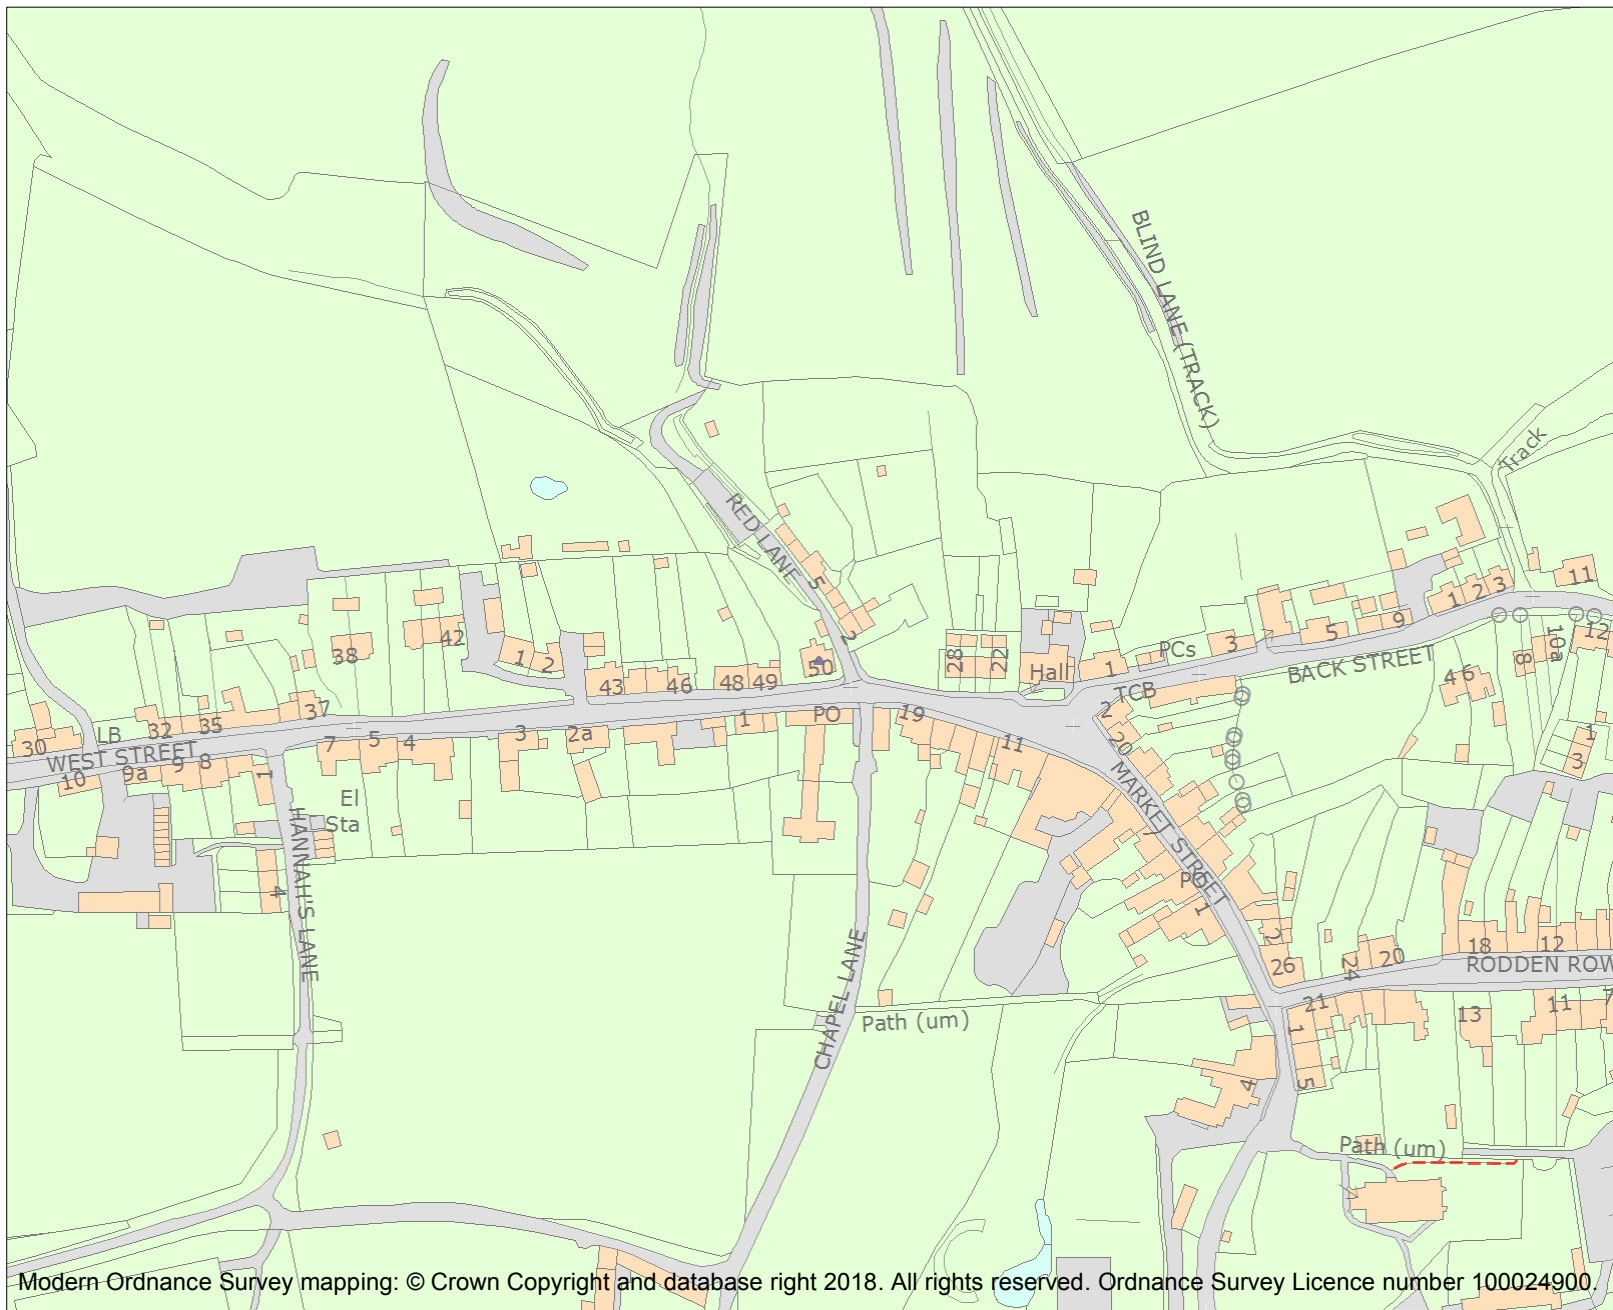 BLIND LANE (TRACK)
Track
RED LANE
5
2
11
1 2 3
9
5
3
PCs
1
Hall
22
28
50
49
48
46
43
1 2
42
38
37
35
32
LB
30
WEST STREET
10
9a
9
8
1
7
5
4
3
2a
1
PO
19
11
TCB
2
20
BACK STREET
10a
12
8
4 6
1
3
El
Sta
HANNAH'S LANE
4
MARKET STREET
PO
1
2
26
24
20
18
12
RODDEN ROW
CHAPEL LANE
Path (um)
21
1
13
11
7
4
5
Path (um)
Modern Ordnance Survey mapping: © Crown Copyright and database right 2018. All rights reserved. Ordnance Survey Licence number 100024900.